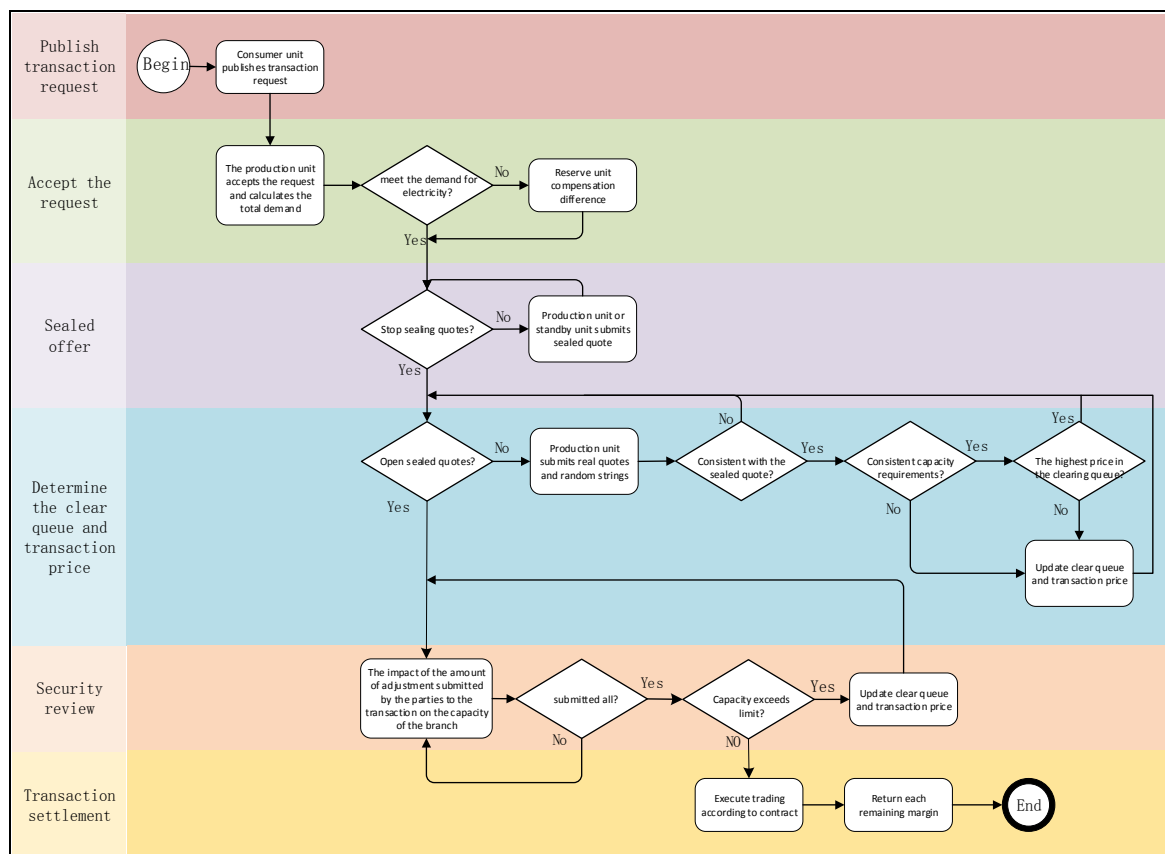 Publish
transaction
request
Begin
Consumer unit
publishes transaction
request
Accept the
request
The production unit
accepts the request
and calculates the
total demand
meet the demand for
electricity?
No
Reserve unit
compensation
difference
Yes
Sealed
offer
Stop sealing quotes?
No
Production unit or
standby unit submits
sealed quote
Yes
Determine
the clear
queue and
transaction
price
Open sealed quotes?
No
Production unit
submits real quotes
and random strings
No
Consistent with the
sealed quote?
Yes
Consistent capacity
requirements?
Yes
Yes
The highest price in
the clearing queue?
Yes
No
No
Update clear queue
and transaction price
Security
review
The impact of the amount
of adjustment submitted
by the parties to the
transaction on the capacity
of the branch
submitted all?
Yes
No
Capacity exceeds
limit?
Yes
NO
Update clear queue
and transaction price
Transaction
settlement
Execute trading
according to contract
Return each
remaining margin
End